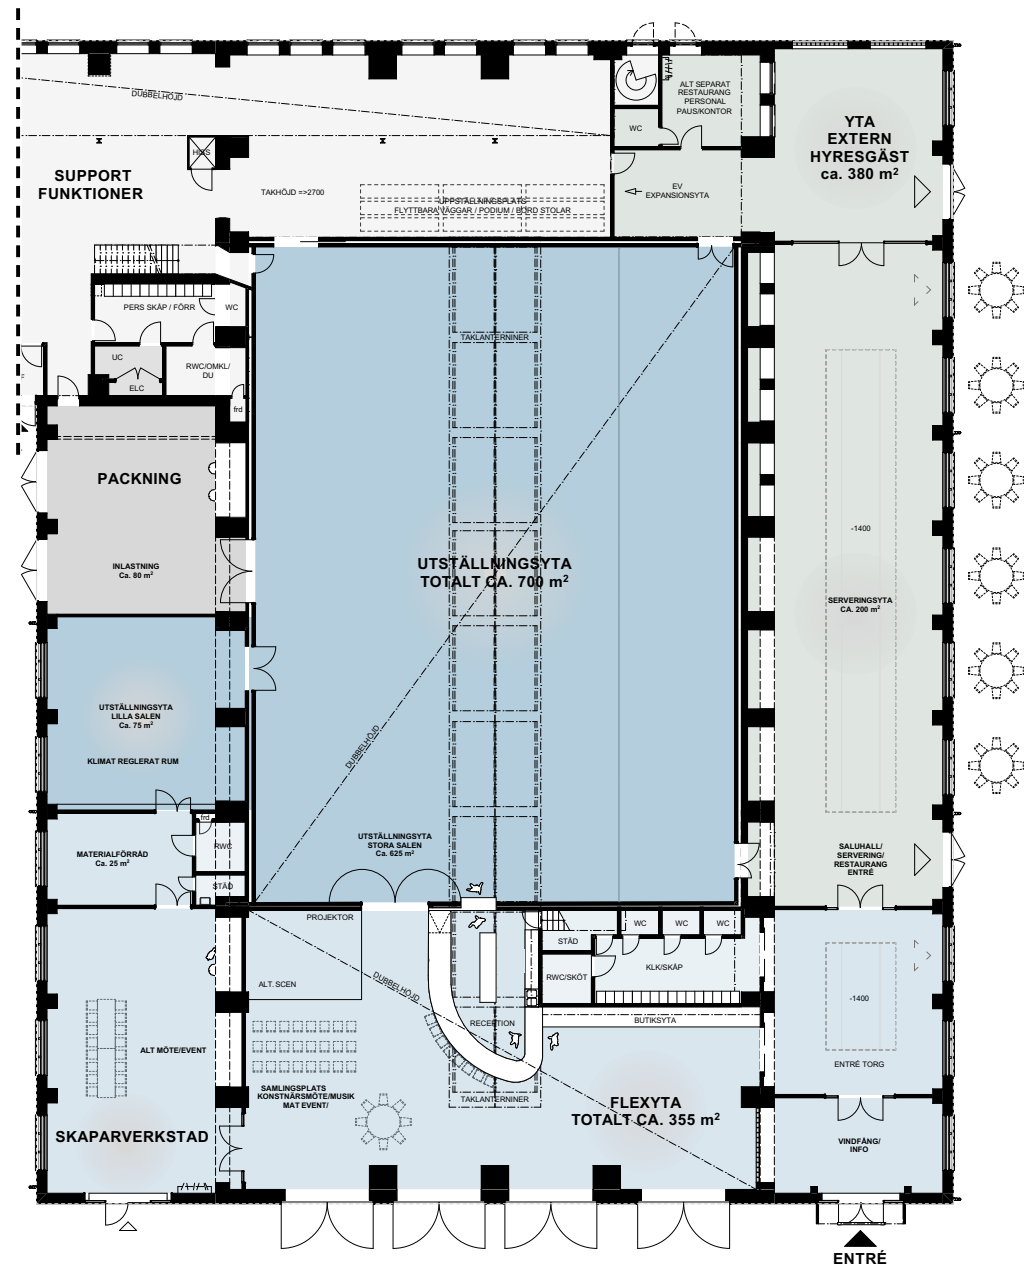 DUBBELHÖJD
ALT SEPARAT
RESTAURANG
PERSONAL
PAUS/KONTOR
WC
YTA
EXTERN
HYRESGÄST
ca. 380 m²
HISS
SUPPORT
FUNKTIONER
TAKHÖJD =>2700
UPPSTÄLLNINGSPLATS
FLYTTBARA VÄGGAR / PODIUM / BORD STOLAR
EV
EXPANSIONSYTA
PERS SKÅP / FÖRR
WC
TAKLANTERNINER
UC
ELC
RWC/OMKL/
DU
frd
PACKNING
INLASTNING
Ca. 80 m²
UTSTÄLLNINGSYTA
TOTALT CA. 700 m²
-1400
SERVERINGSYTA
CA. 200 m²
UTSTÄLLNINGSYTA
LILLA SALEN
Ca. 75 m²
KLIMAT REGLERAT RUM
DUBBELHÖJD
frd
RWC
STÄD
MATERIALFÖRRÅD
Ca. 25 m²
UTSTÄLLNINGSYTA
STORA SALEN
Ca. 625 m²
SALUHALL/
SERVERING/
RESTAURANG
ENTRÉ
PROJEKTOR
ALT. SCEN
DUBBELHÖJD
STÄD
WC
WC
WC
RWC/SKÖT
KLK/SKÅP
-1400
RECEPTION
BUTIKSYTA
ALT MÖTE/EVENT
ENTRÉ TORG
SAMLINGSPLATS
KONSTNÄRSMÖTE/MUSIK
MAT EVENT/
TAKLANTERNINER
FLEXYTA
TOTALT CA. 355 m²
SKAPARVERKSTAD
VINDFÅNG/
INFO
ENTRÉ